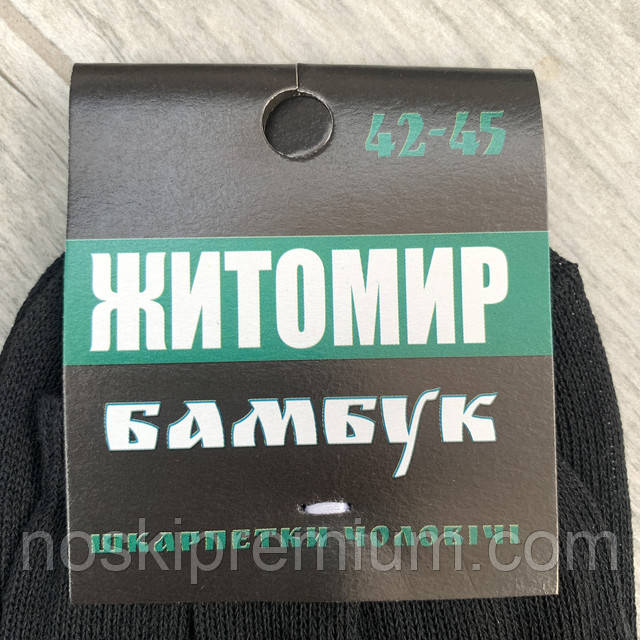 42-45
ЖИТОМИР
БАМБУК
ШКАРПЕТКИ ЧОЛОВІЧІ
noskipremium.com